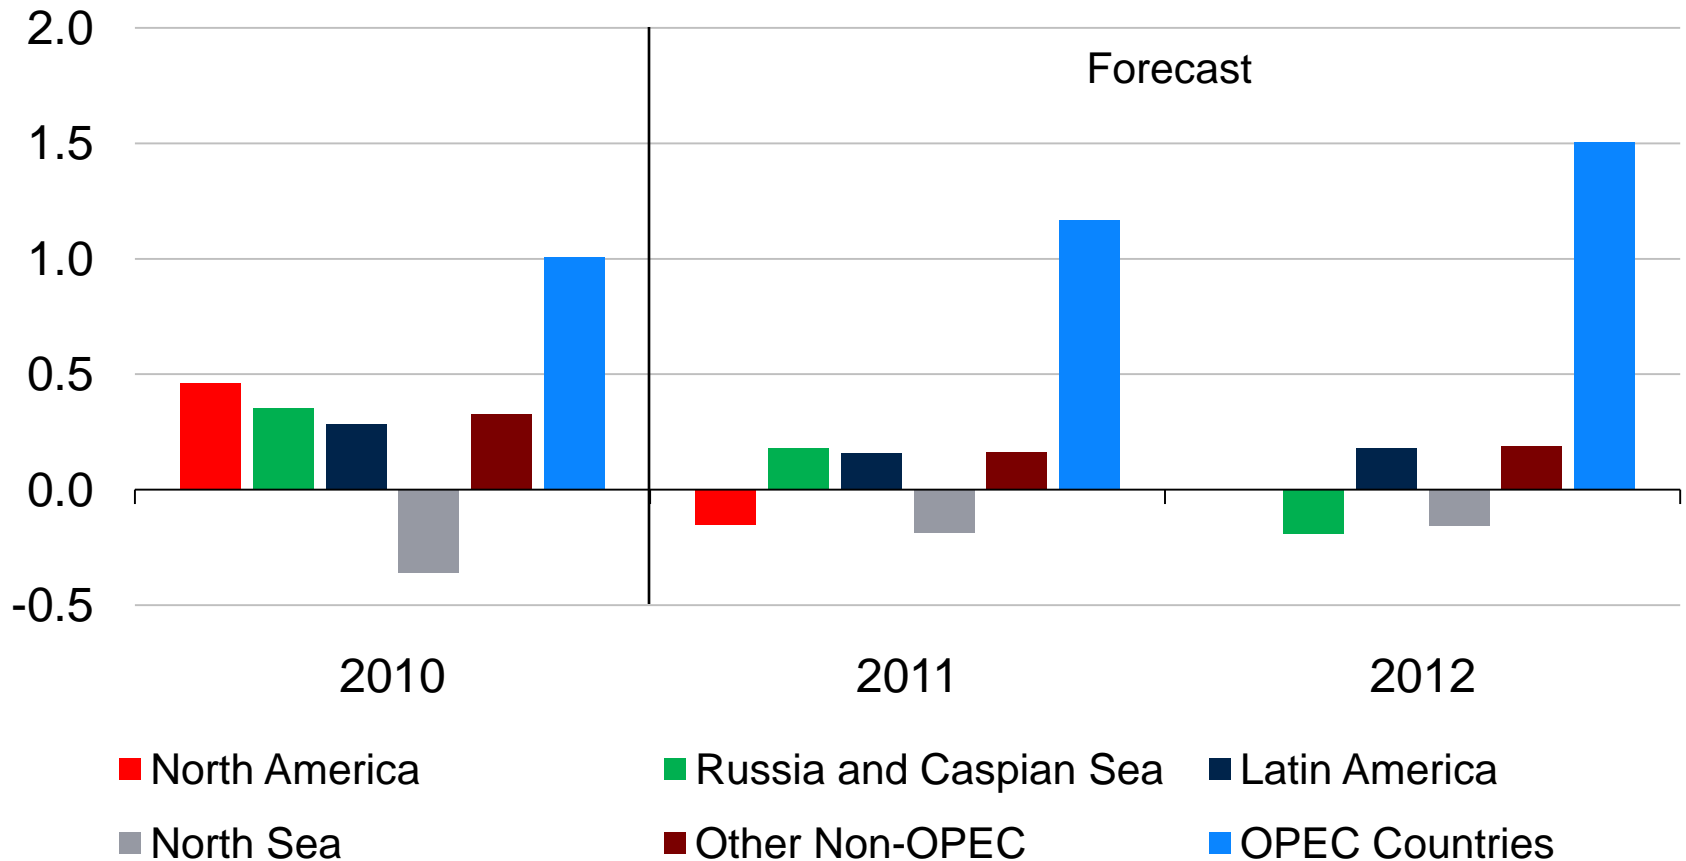 2.0
Forecast
1.5
1.0
0.5
0.0
-0.5
2010 2011 2012
North America Russia and Caspian Sea Latin America
North Sea Other Non-OPEC OPEC Countries